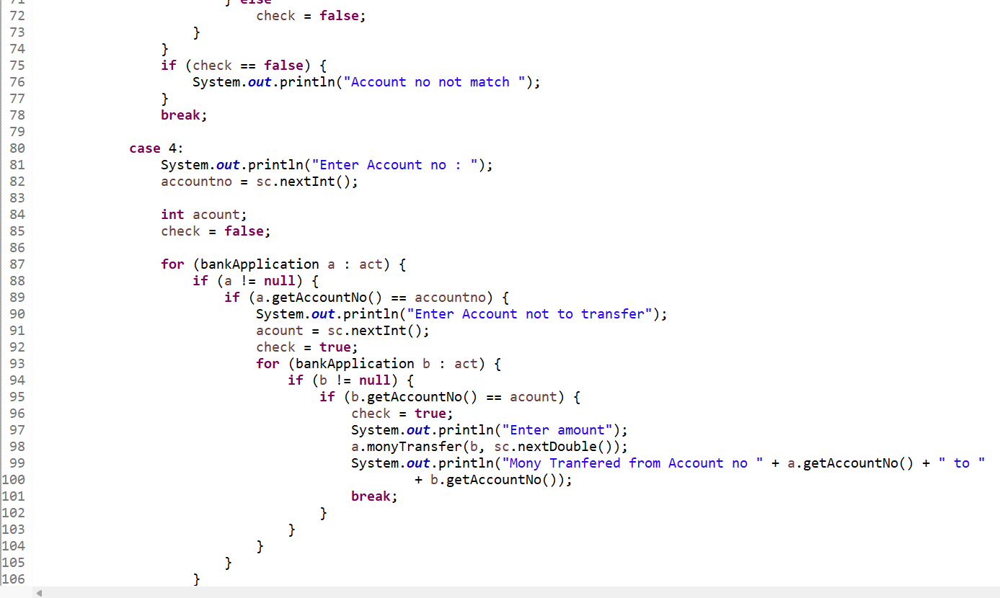 71 } else
72 check = false;
73 }
74 }
75 if (check == false) {
76 System.out.println("Account no not match ");
77 }
78 break;
79
80 case 4:
81 System.out.println("Enter Account no : ");
82 accountno = sc.nextInt();
83
84 int acount;
85 check = false;
86
87 for (bankApplication a : act) {
88 if (a != null) {
89 if (a.getAccountNo() == accountno) {
90 System.out.println("Enter Account not to transfer");
91 acount = sc.nextInt();
92 check = true;
93 for (bankApplication b : act) {
94 if (b != null) {
95 if (b.getAccountNo() == acount) {
96 check = true;
97 System.out.println("Enter amount");
98 a.monyTransfer(b, sc.nextDouble());
99 System.out.println("Mony Tranfered from Account no " + a.getAccountNo() + " to "
100 + b.getAccountNo());
101 break;
102 }
103 }
104 }
105 }
106 }